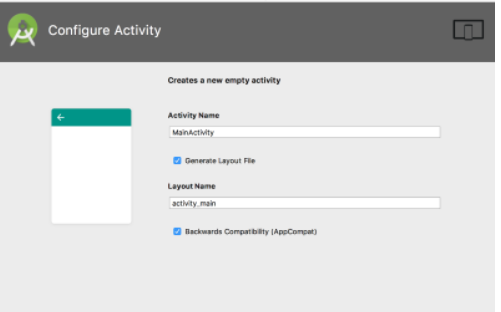 Configure Activity
Creates a new empty activity
Activity Name
MainActivity
Generate Layout File
Layout Name
activity_main
Backwards Compatibility (AppCompat)